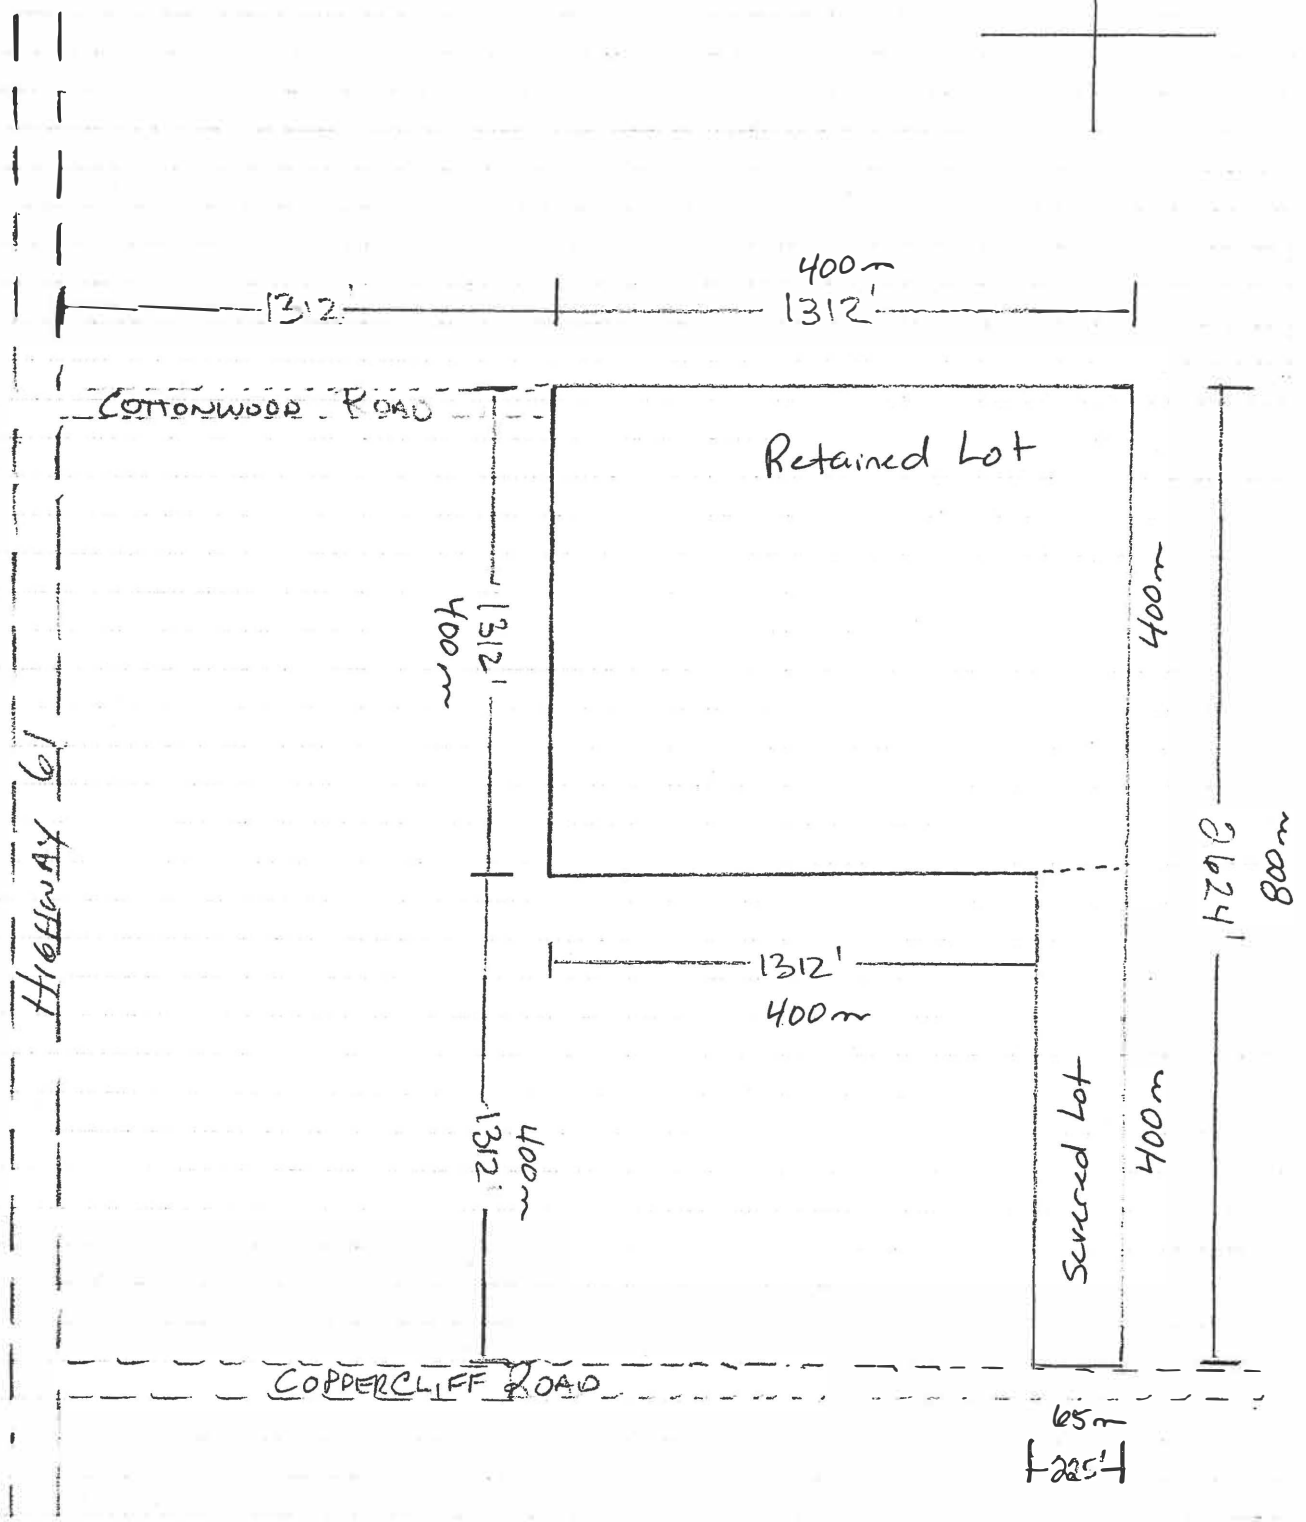 400m
1312'
1312'
COTTONWOOD ROAD
Retained Lot
1312'
400m
400m
HIGHWAY 61
2624'
800m
1312'
400m
1312'
400m
Severed Lot
400m
COPPERCLIFF ROAD
65m
225'